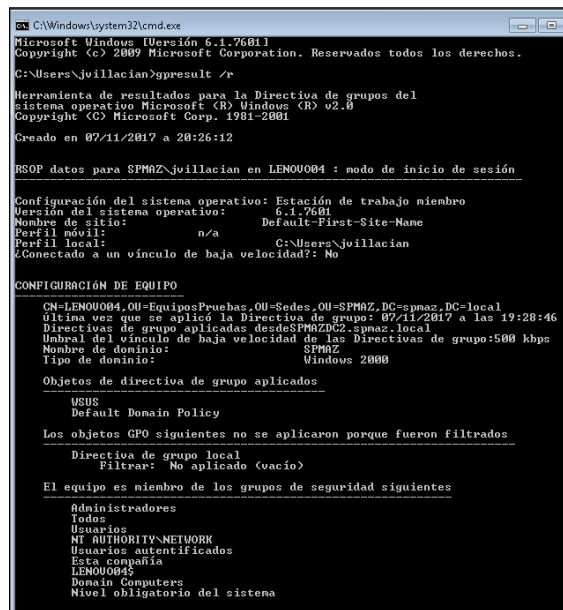 C:\Windows\system32\cmd.exe
Microsoft Windows [Versión 6.1.7601]
Copyright (c) 2009 Microsoft Corporation. Reservados todos los derechos.
C:\Users\jvillacian>gpresult /r
Herramienta de resultados para la Directiva de grupos del
sistema operativo Microsoft (R) Windows (R) v2.0
Copyright (C) Microsoft Corp. 1981-2001
Creado en 07/11/2017 a 20:26:12
RSOP datos para SPMAZ\jvillacian en LENOVO04 : modo de inicio de sesión
Configuración del sistema operativo: Estación de trabajo miembro
Versión del sistema operativo: 6.1.7601
Nombre de sitio: Default-First-Site-Name
Perfil móvil: n/a
Perfil local: C:\Users\jvillacian
¿Conectado a un vínculo de baja velocidad?: No
CONFIGURACIÓN DE EQUIPO
CN=LENOVO04,OU=EquiposPruebas,OU=Sedes,OU=SPMAZ,DC=spmaz,DC=local
Última vez que se aplicó la Directiva de grupo: 07/11/2017 a las 19:28:46
Directivas de grupo aplicadas desdeSPMAZDC2.spmaz.local
Umbral del vínculo de baja velocidad de las Directivas de grupo:500 kbps
Nombre de dominio: SPMAZ
Tipo de dominio: Windows 2000
Objetos de directiva de grupo aplicados
WSUS
Default Domain Policy
Los objetos GPO siguientes no se aplicaron porque fueron filtrados
Directiva de grupo local
Filtrar: No aplicado (vacío)
El equipo es miembro de los grupos de seguridad siguientes
Administradores
Todos
Usuarios
NT AUTHORITY\NETWORK
Usuarios autentificados
Esta compañía
LENOVO04$
Domain Computers
Nivel obligatorio del sistema